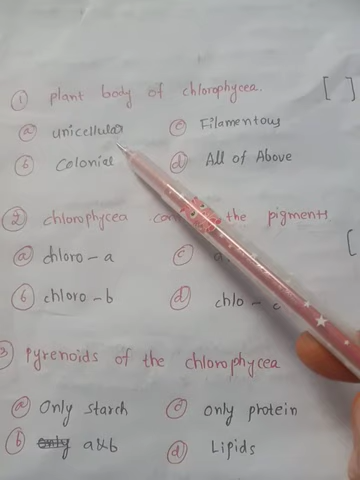 ① plant body of chlorophycea. [ ]
ⓐ unicellular ⓒ Filamentous
ⓑ Colonial ⓓ All of Above
② chlorophycea the pigments [
ⓐ chloro - a ⓒ a
ⓑ chloro - b ⓓ chlo - c
③ pyrenoids of the chlorophycea
ⓐ Only starch ⓒ only protein
ⓑ a&b ⓓ Lipids